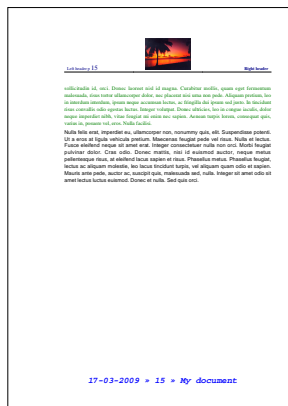 Left header p 15 Right header
sollicitudin id, orci. Donec laoreet nisl id magna. Curabitur mollis, quam eget fermentum
malesuada, risus tortor ullamcorper dolor, nec placerat nisi urna non pede. Aliquam pretium, leo
in interdum interdum, ipsum neque accumsan lectus, ac fringilla dui ipsum sed justo. In tincidunt
risus convallis odio egestas luctus. Integer volutpat. Donec ultricies, leo in congue iaculis, dolor
neque imperdiet nibh, vitae feugiat mi enim nec sapien. Aenean turpis lorem, consequat quis,
varius in, posuere vel, eros. Nulla facilisi.
Nulla felis erat, imperdiet eu, ullamcorper non, nonummy quis, elit. Suspendisse potenti.
Ut a eros at ligula vehicula pretium. Maecenas feugiat pede vel risus. Nulla et lectus.
Fusce eleifend neque sit amet erat. Integer consectetuer nulla non orci. Morbi feugiat
pulvinar dolor. Cras odio. Donec mattis, nisi id euismod auctor, neque metus
pellentesque risus, at eleifend lacus sapien et risus. Phasellus metus. Phasellus feugiat,
lectus ac aliquam molestie, leo lacus tincidunt turpis, vel aliquam quam odio et sapien.
Mauris ante pede, auctor ac, suscipit quis, malesuada sed, nulla. Integer sit amet odio sit
amet lectus luctus euismod. Donec et nulla. Sed quis orci.
17-03-2009 » 15 » My document